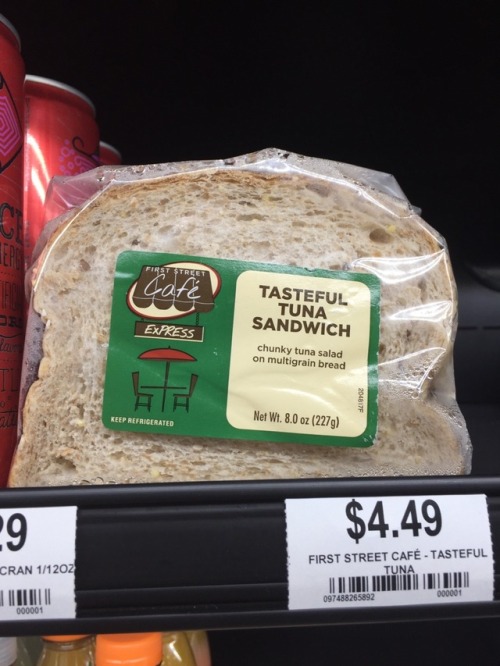 FIRST STREET
Café
EXPRESS
KEEP REFRIGERATED
TASTEFUL
TUNA
SANDWICH
chunky tuna salad
on multigrain bread
Net Wt. 8.0 oz (227g)
204817F
29
CRAN 1/12OZ
000001
$4.49
FIRST STREET CAFÉ - TASTEFUL
TUNA
097488265892
000001